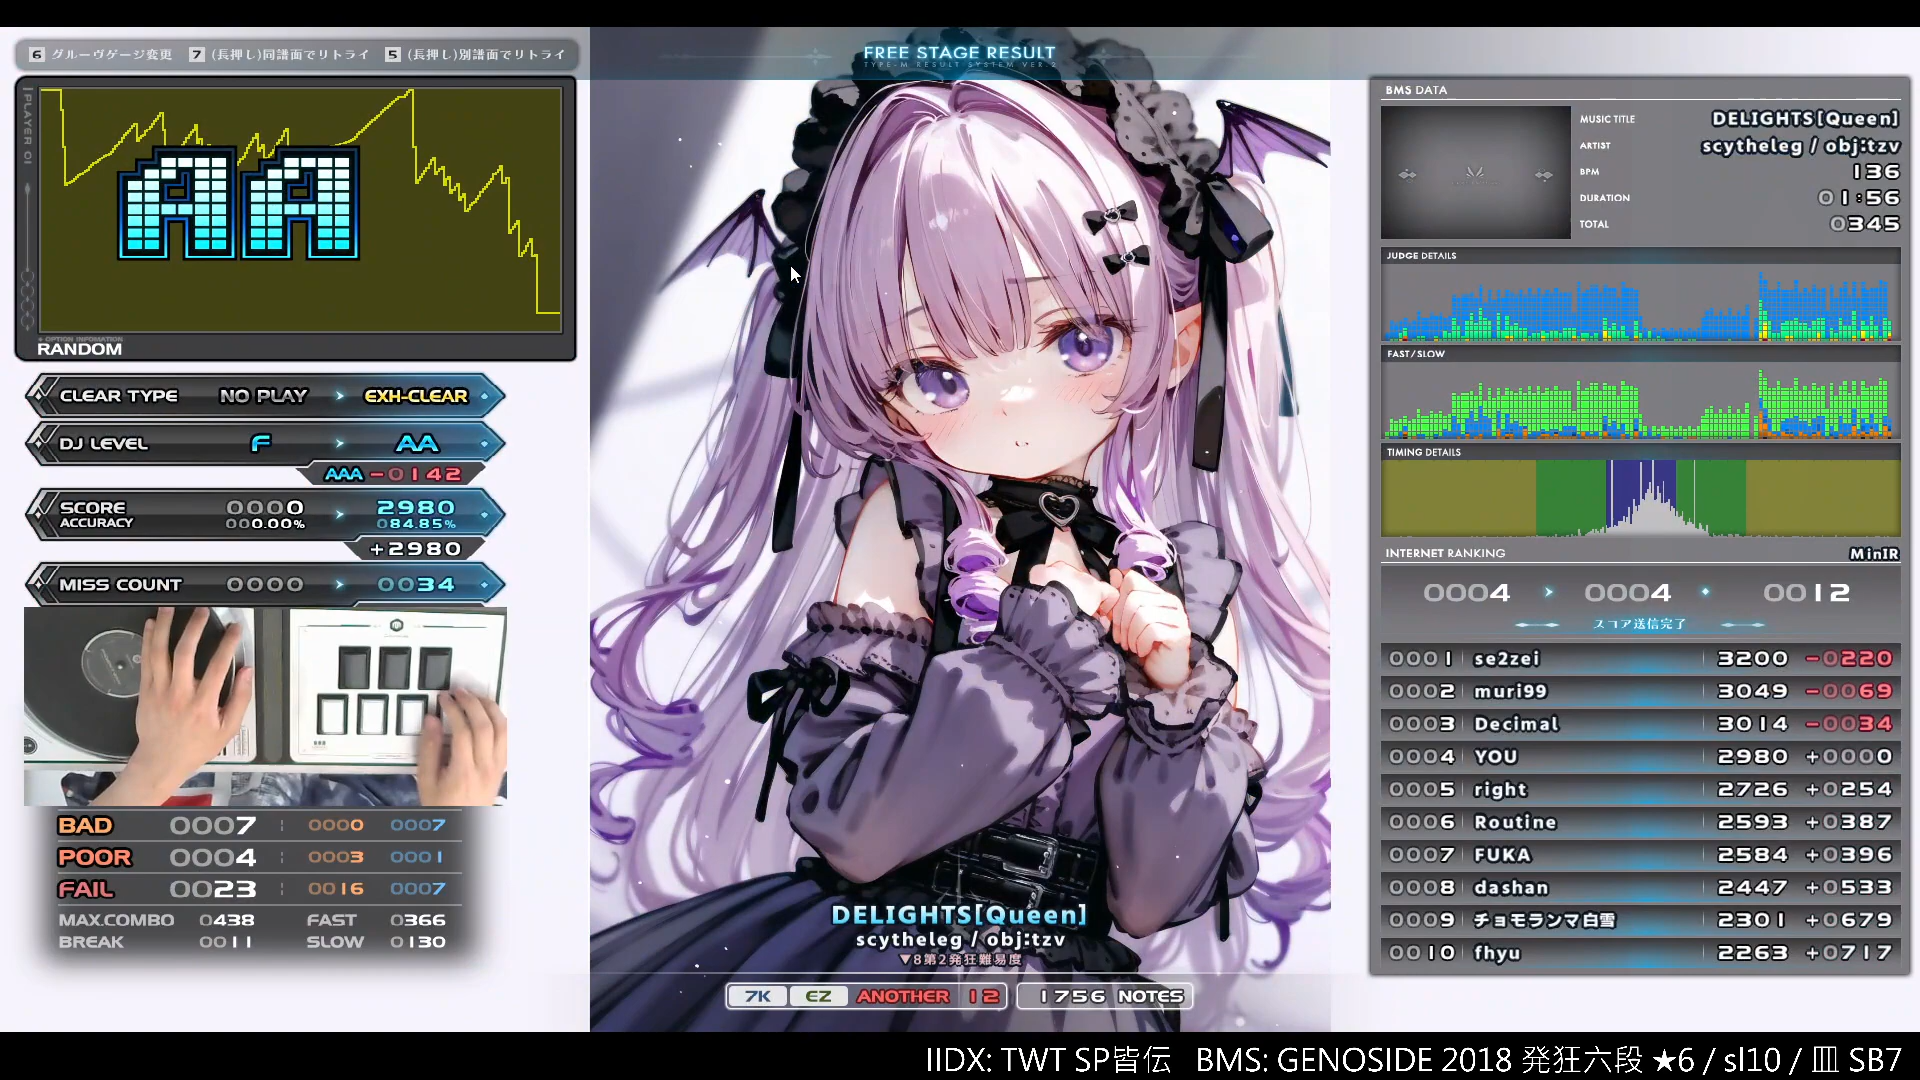 6 グルーヴゲージ変更 7 (長押し)同譜面でリトライ 5 (長押し)別譜面でリトライ
FREE STAGE RESULT
TYPE-M RESULT SYSTEM VER.2
PLAYER 01
AA
OPTION INFOMATION
RANDOM
CLEAR TYPE NO PLAY EXH-CLEAR
DJ LEVEL F AA
AAA -0142
SCORE 0000 2980
ACCURACY 000.00% 084.85%
+2980
MISS COUNT 0000 0034
BAD 0007 0000 0007
POOR 0004 0003 0001
FAIL 0023 0016 0007
MAX.COMBO 0438 FAST 0366
BREAK 0011 SLOW 0130
DELIGHTS[Queen]
scytheleg / obj:tzv
▼8第2発狂難易度
7K EZ ANOTHER 12 1756 NOTES
BMS DATA
MUSIC TITLE DELIGHTS[Queen]
ARTIST scytheleg / obj:tzv
BPM 136
DURATION 01:56
TOTAL 0345
JUDGE DETAILS
FAST/SLOW
TIMING DETAILS
INTERNET RANKING MinIR
0004 0004 0012
スコア送信完了
0001 se2zei 3200 -0220
0002 muri99 3049 -0069
0003 Decimal 3014 -0034
0004 YOU 2980 +0000
0005 right 2726 +0254
0006 Routine 2593 +0387
0007 FUKA 2584 +0396
0008 dashan 2447 +0533
0009 チョモランマ白雪 2301 +0679
0010 fhyu 2263 +0717
IIDX: TWT SP皆伝 BMS: GENOSIDE 2018 発狂六段 ★6 / sl10 / 皿 SB7